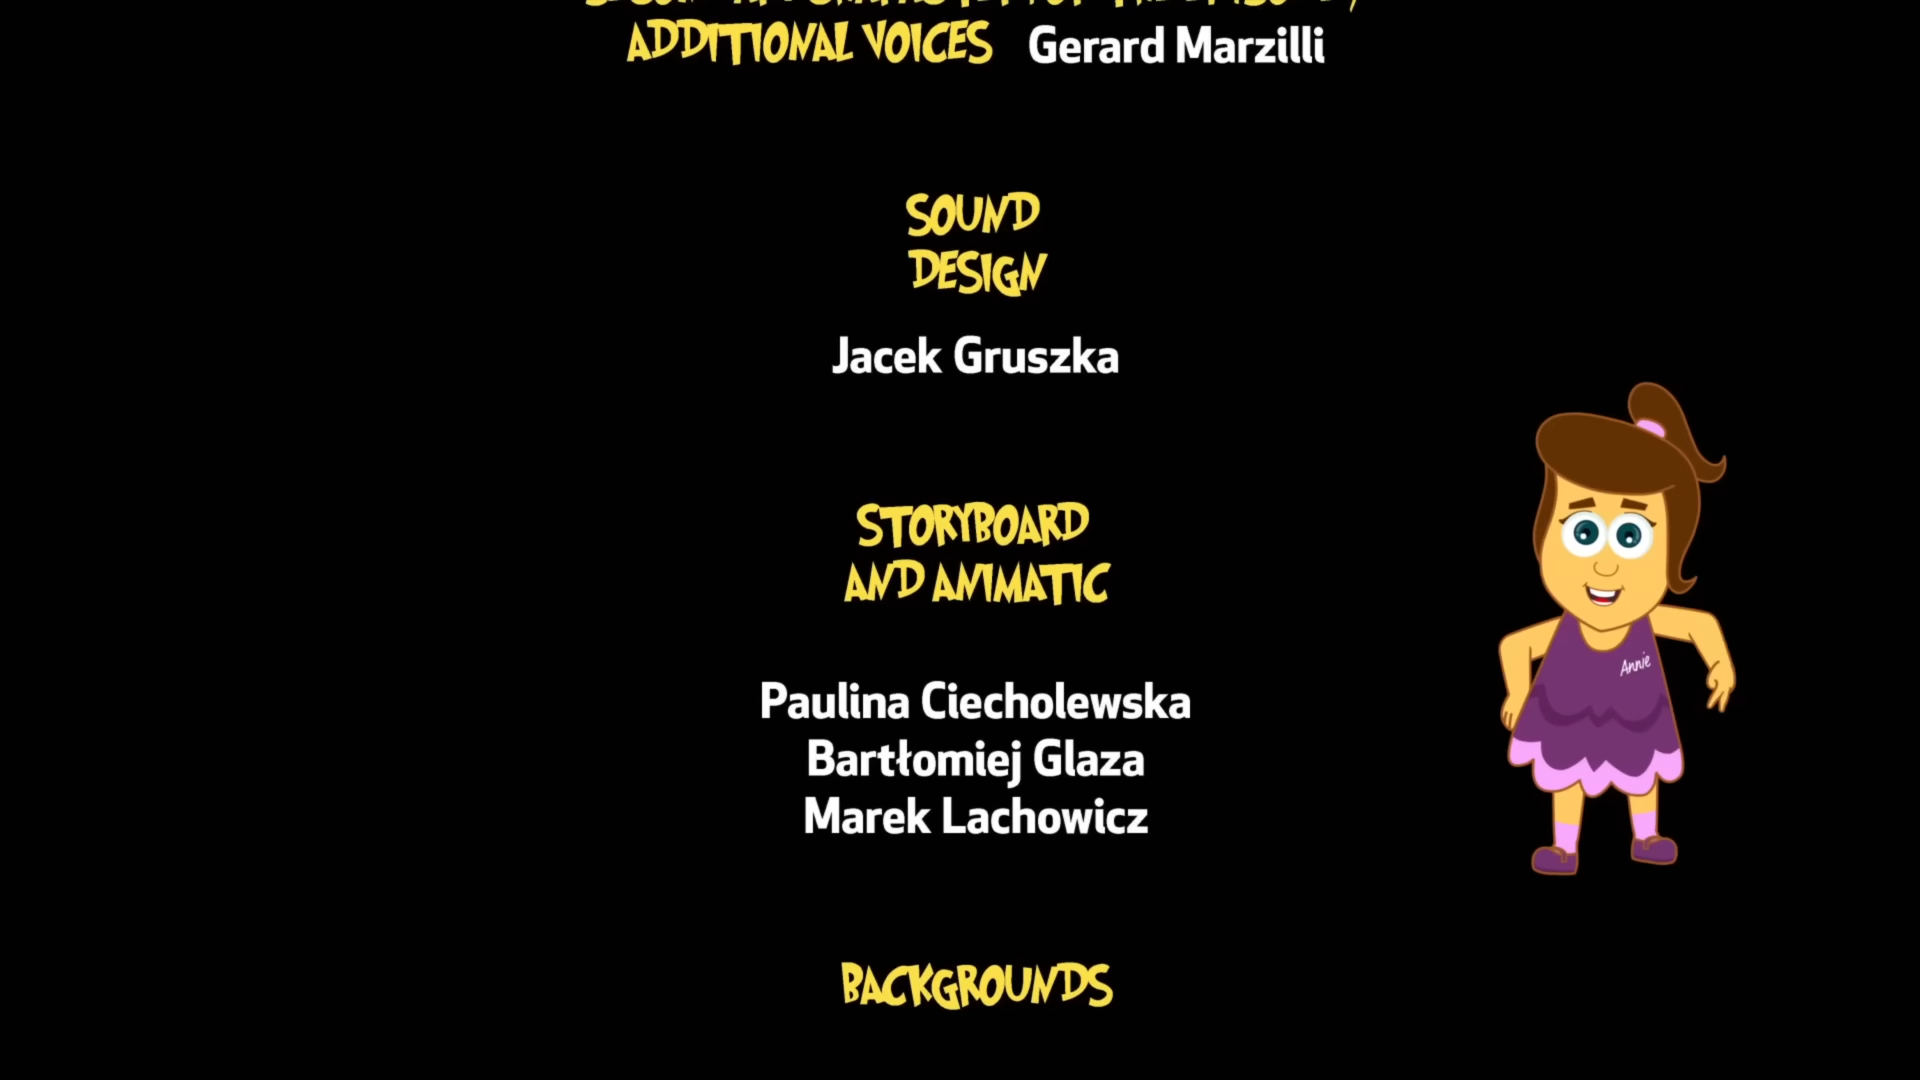 ADDITIONAL VOICES Gerard Marzilli
SOUND
DESIGN
Jacek Gruszka
STORYBOARD
AND ANIMATIC
Annie
Paulina Ciecholewska
Bartłomiej Glaza
Marek Lachowicz
BACKGROUNDS